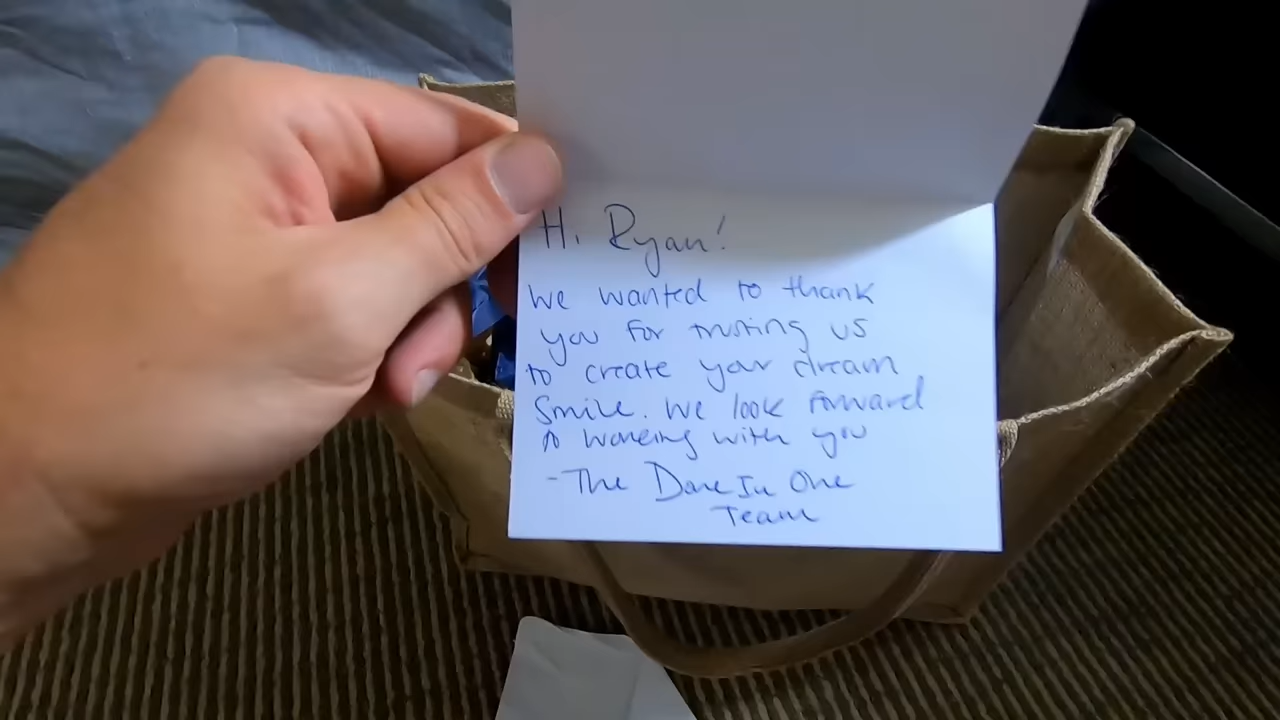 Hi Ryan!
We wanted to thank
you for trusting us
to create your dream
Smile. We look forward
to working with you
- The Done In One
Team